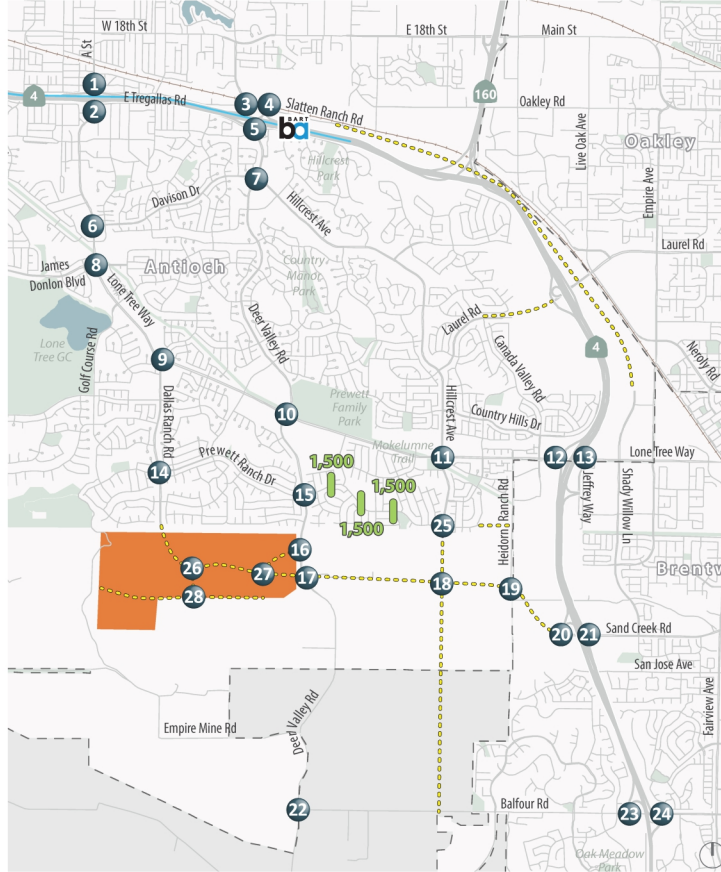 W 18th St
E 18th St
Main St
A St
1
4
E Tregallas Rd
2
3
4
Slatten Ranch Rd
5
BART
ba
160
Oakley Rd
Live Oak Ave
Oakley
Empire Ave
Hillcrest
Park
7
Davison Dr
Hillcrest Ave
6
8
James
Donlon Blvd
Antioch
Country
Manor
Park
Laurel Rd
Lone Tree Way
Lone
Tree GC
Golf Course Rd
Deer Valley Rd
Laurel Rd
Canada Valley Rd
4
Neroly Rd
9
Dallas Ranch Rd
10
Prewett
Family
Park
Hillcrest Ave
Country Hills Dr
Mokelumne
Trail
11
12
13
Lone Tree Way
14
Prewett Ranch Dr
15
1,500
1,500
1,500
Heidorn Ranch Rd
Jeffrey Way
Shady Willow Ln
25
16
26
27
17
28
18
19
Brentw
20
21
Sand Creek Rd
San Jose Ave
Fairview Ave
Empire Mine Rd
Deer Valley Rd
22
Balfour Rd
23
24
Oak Meadow
Park